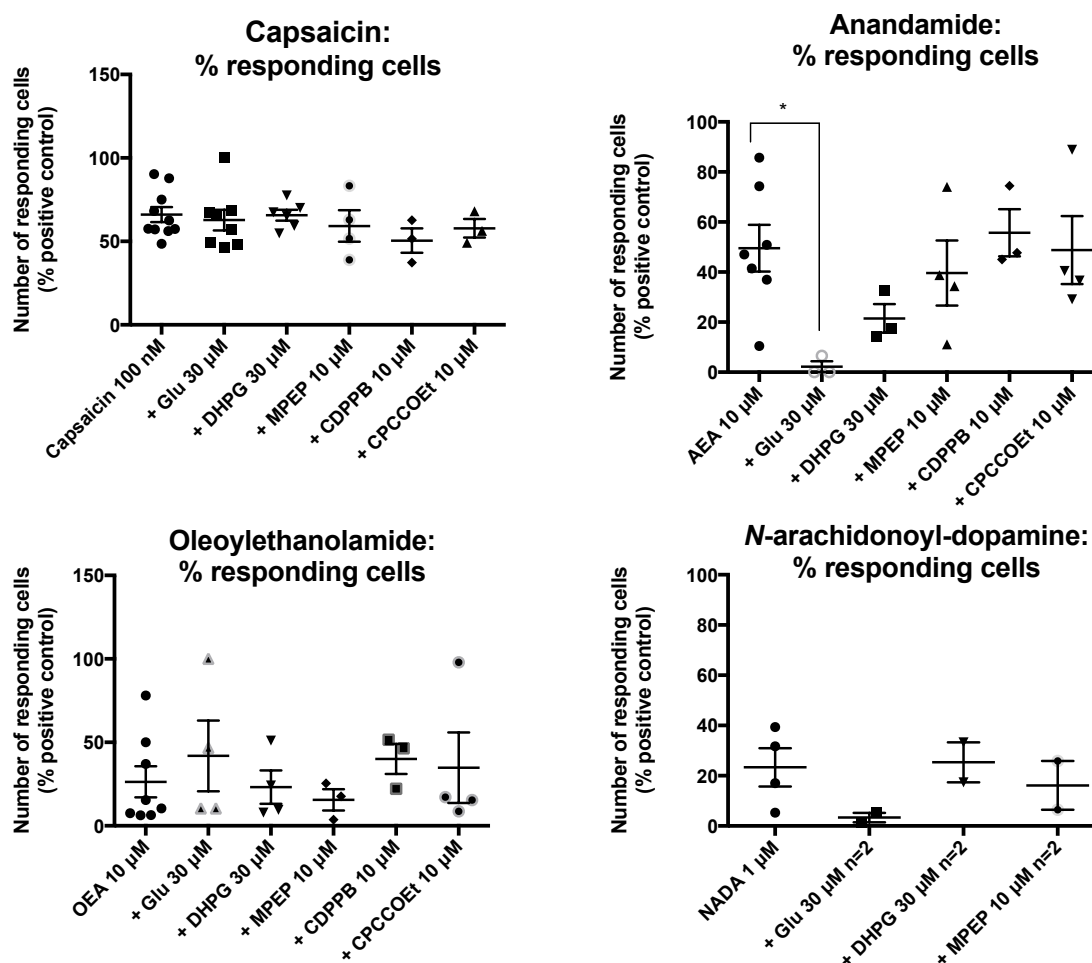 Capsaicin:
% responding cells
Number of responding cells
(% positive control)
150
100
50
0
Capsaicin 100 nM
+ Glu 30 µM
+ DHPG 30 µM
+ MPEP 10 µM
+ CDPPB 10 µM
+ CPCCOEt 10 µM
Anandamide:
% responding cells
Number of responding cells
(% positive control)
100
80
60
40
20
0
*
AEA 10 µM
+ Glu 30 µM
+ DHPG 30 µM
+ MPEP 10 µM
+ CDPPB 10 µM
+ CPCCOEt 10 µM
Oleoylethanolamide:
% responding cells
Number of responding cells
(% positive control)
150
100
50
0
OEA 10 µM
+ Glu 30 µM
+ DHPG 30 µM
+ MPEP 10 µM
+ CDPPB 10 µM
+ CPCCOEt 10 µM
N-arachidonoyl-dopamine:
% responding cells
Number of responding cells
(% positive control)
100
80
60
40
20
0
NADA 1 µM
+ Glu 30 µM n=2
+ DHPG 30 µM n=2
+ MPEP 10 µM n=2